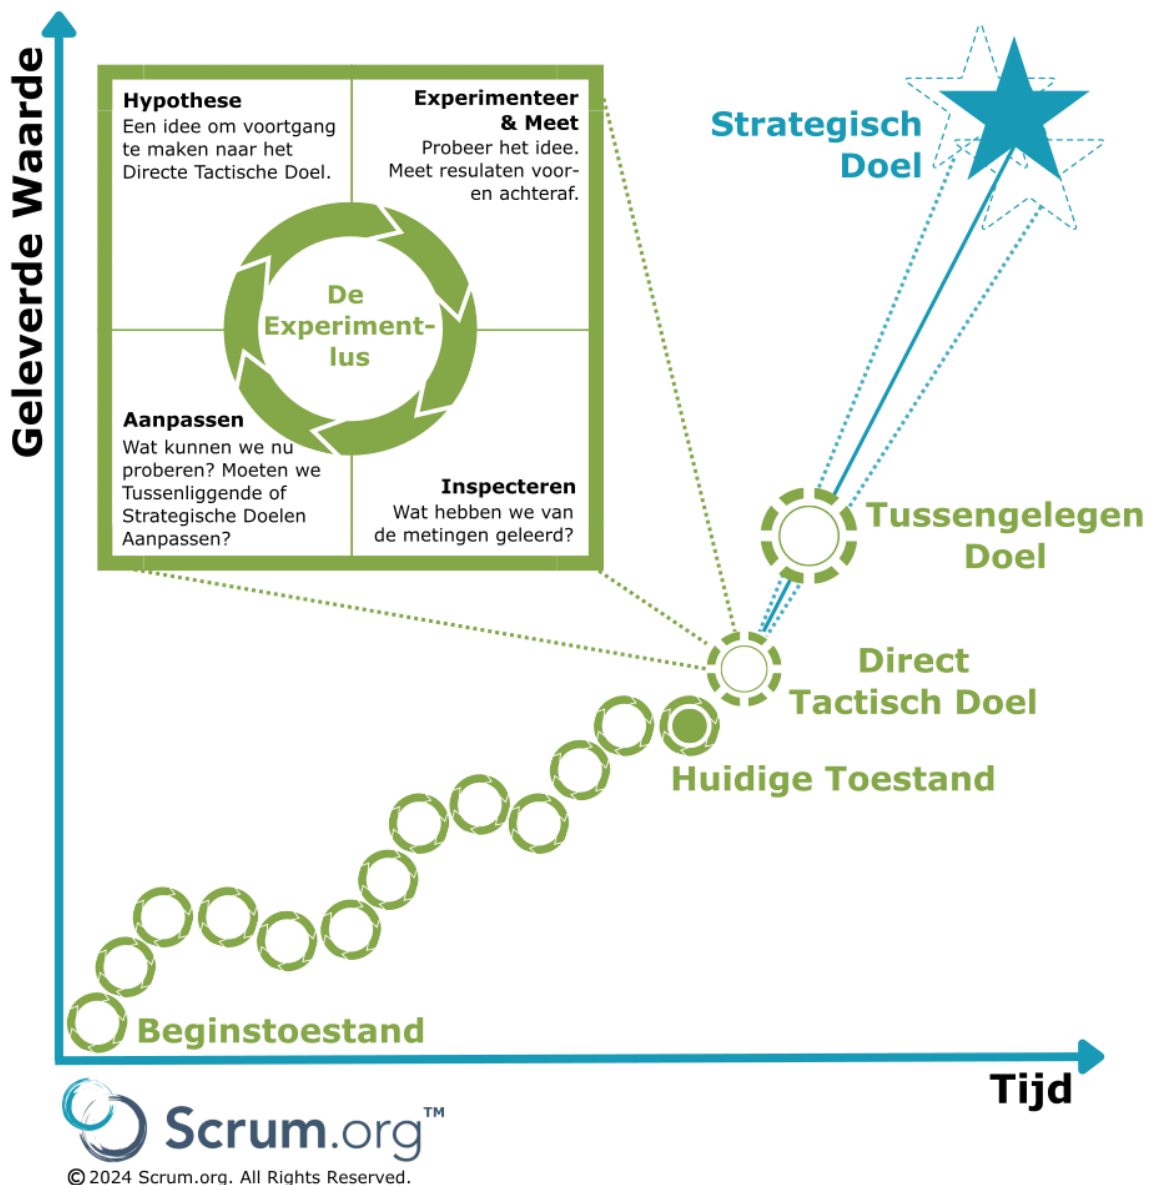 Geleverde Waarde
Hypothese
Een idee om voortgang
te maken naar het
Directe Tactische Doel.
Experimenteer
& Meet
Probeer het idee.
Meet resulaten voor-
en achteraf.
De
Experiment-
lus
Aanpassen
Wat kunnen we nu
proberen? Moeten we
Tussenliggende of
Strategische Doelen
Aanpassen?
Inspecteren
Wat hebben we van
de metingen geleerd?
Strategisch
Doel
Tussengelegen
Doel
Direct
Tactisch Doel
Huidige Toestand
Beginstoestand
Tijd
Scrum.org™
© 2024 Scrum.org. All Rights Reserved.